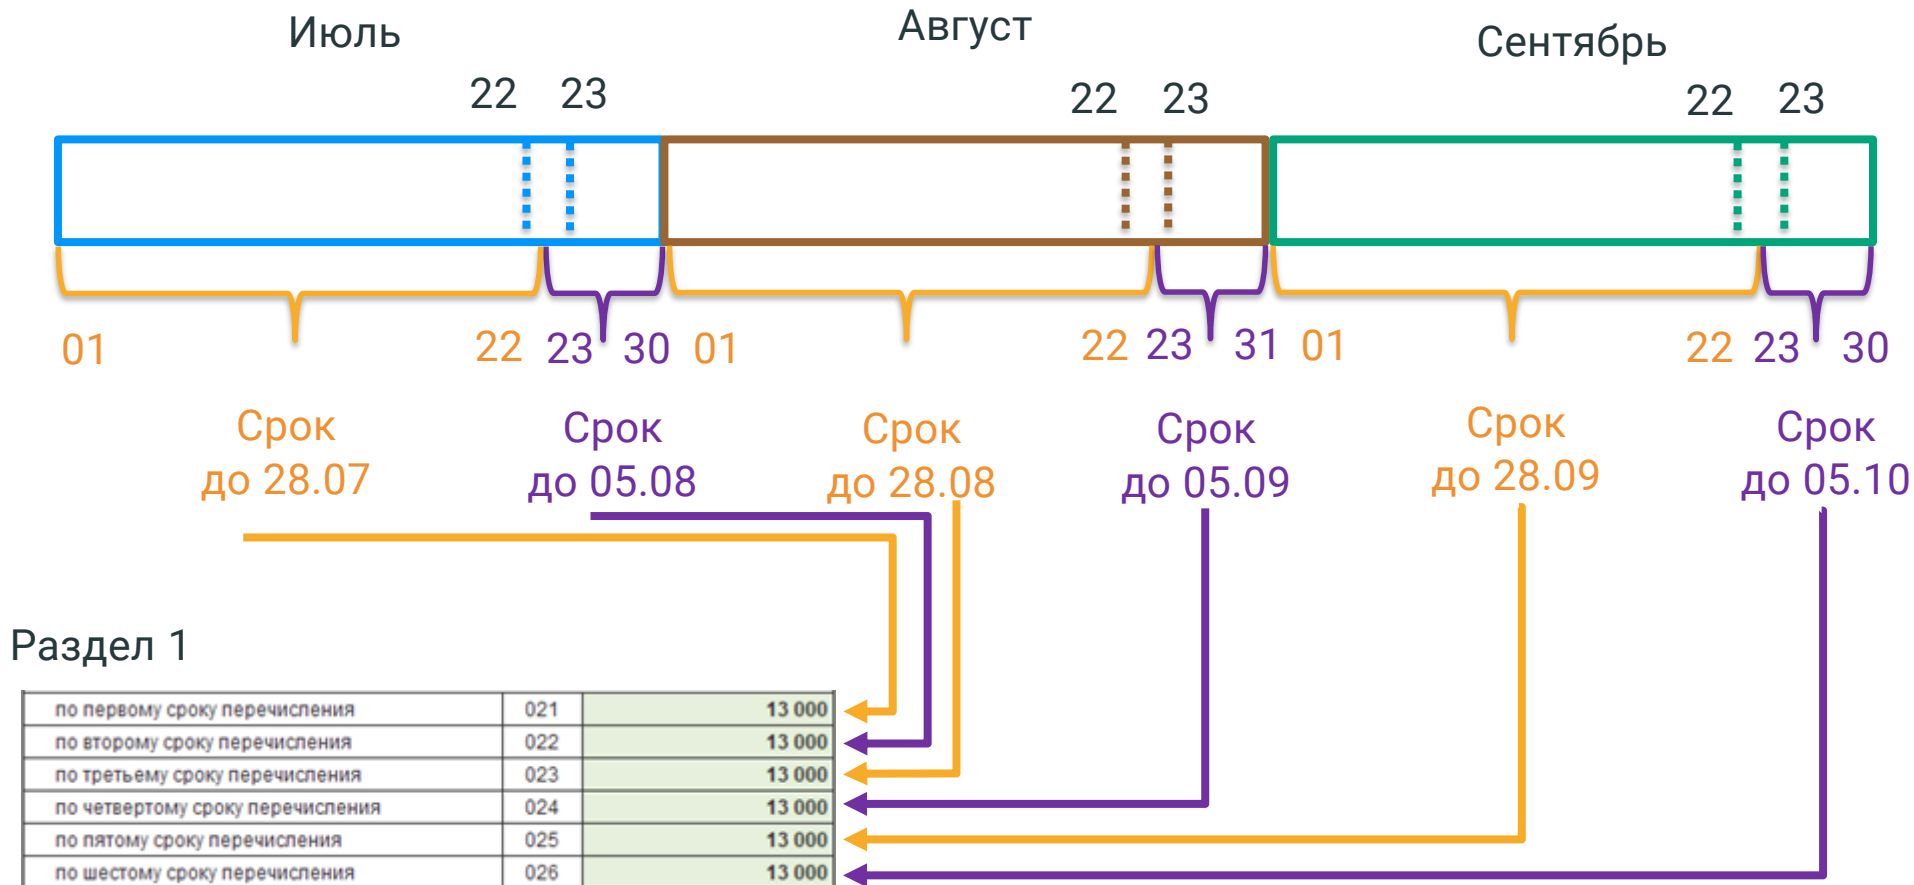 Июль
Август
Сентябрь
22 23
22 23
22 23
01 22 23 30 01 22 23 31 01 22 23 30
Срок
до 28.07
Срок
до 05.08
Срок
до 28.08
Срок
до 05.09
Срок
до 28.09
Срок
до 05.10
Раздел 1
по первому сроку перечисления 021 13 000
по второму сроку перечисления 022 13 000
по третьему сроку перечисления 023 13 000
по четвертому сроку перечисления 024 13 000
по пятому сроку перечисления 025 13 000
по шестому сроку перечисления 026 13 000